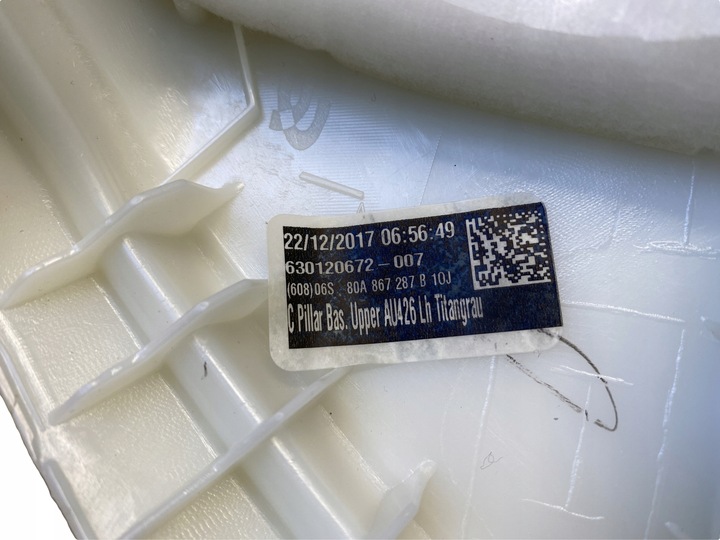 22/12/2017 06:56:49
630120672-007
(608)06S 80A 867 287 B 10J
C Pillar Bas. Upper AU426 Lh Titangrau